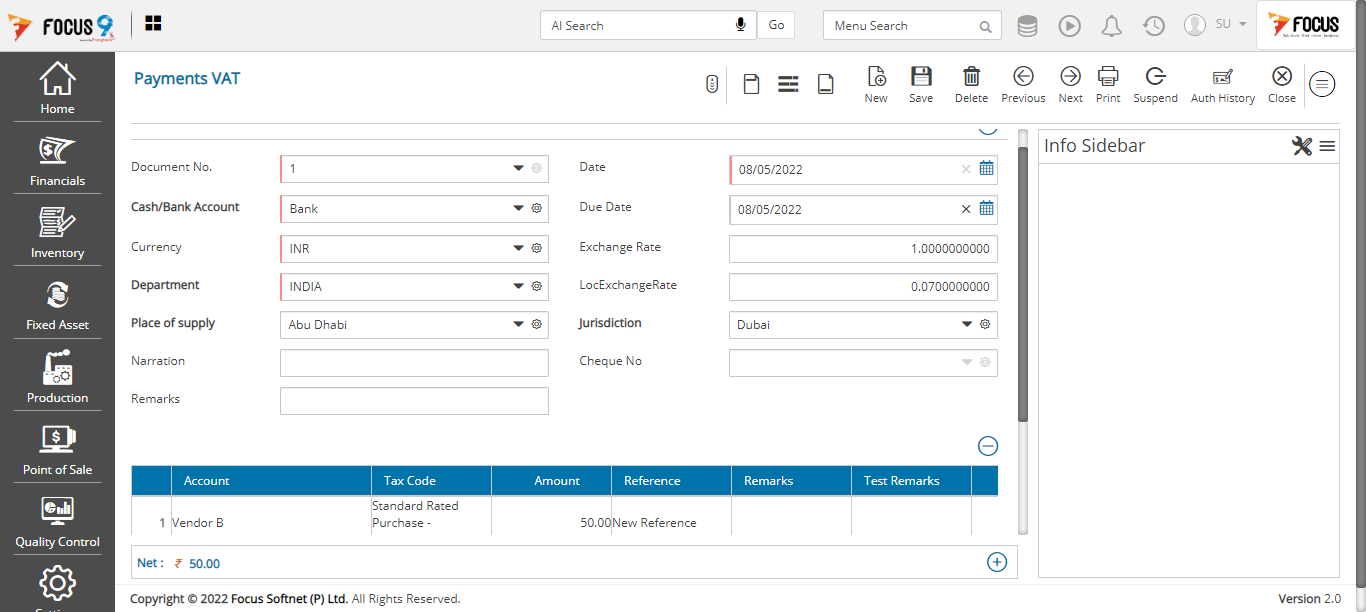 FOCUS 9
AI Search
Go
Menu Search
SU
FOCUS
Home
Financials
Inventory
Fixed Asset
Production
Point of Sale
Quality Control
Payments VAT
New
Save
Delete
Previous
Next
Print
Suspend
Auth History
Close
Document No.
1
Date
08/05/2022
Cash/Bank Account
Bank
Due Date
08/05/2022
Currency
INR
Exchange Rate
1.0000000000
Department
INDIA
LocExchangeRate
0.0700000000
Place of supply
Abu Dhabi
Jurisdiction
Dubai
Narration
Cheque No
Remarks
Account
Tax Code
Amount
Reference
Remarks
Test Remarks
1
Vendor B
Standard Rated
Purchase -
50.00
New Reference
Net : ₹ 50.00
Info Sidebar
Copyright © 2022 Focus Softnet (P) Ltd. All Rights Reserved.
Version 2.0